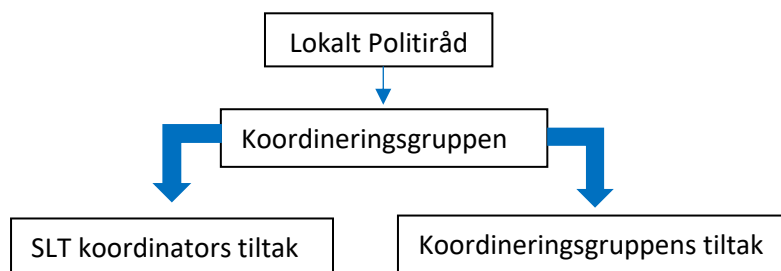 Lokalt Politiråd
Koordineringsgruppen
SLT koordinators tiltak
Koordineringsgruppens tiltak